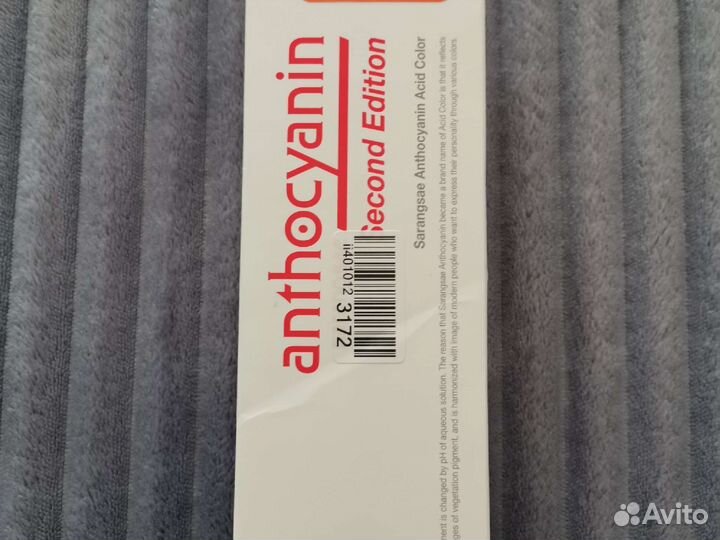 anthocyanin
Second Edition
ii401012 3172
Sarangsae Anthocyanin Acid Color
ment is changed by pH of aqueous solution. The reason that Sarangsae Anthocyanin became a brand name of Acid Color is that it reflects
ges of vegetation pigment, and is harmonized with image of modern people who want to express their personality through various colors
Avito